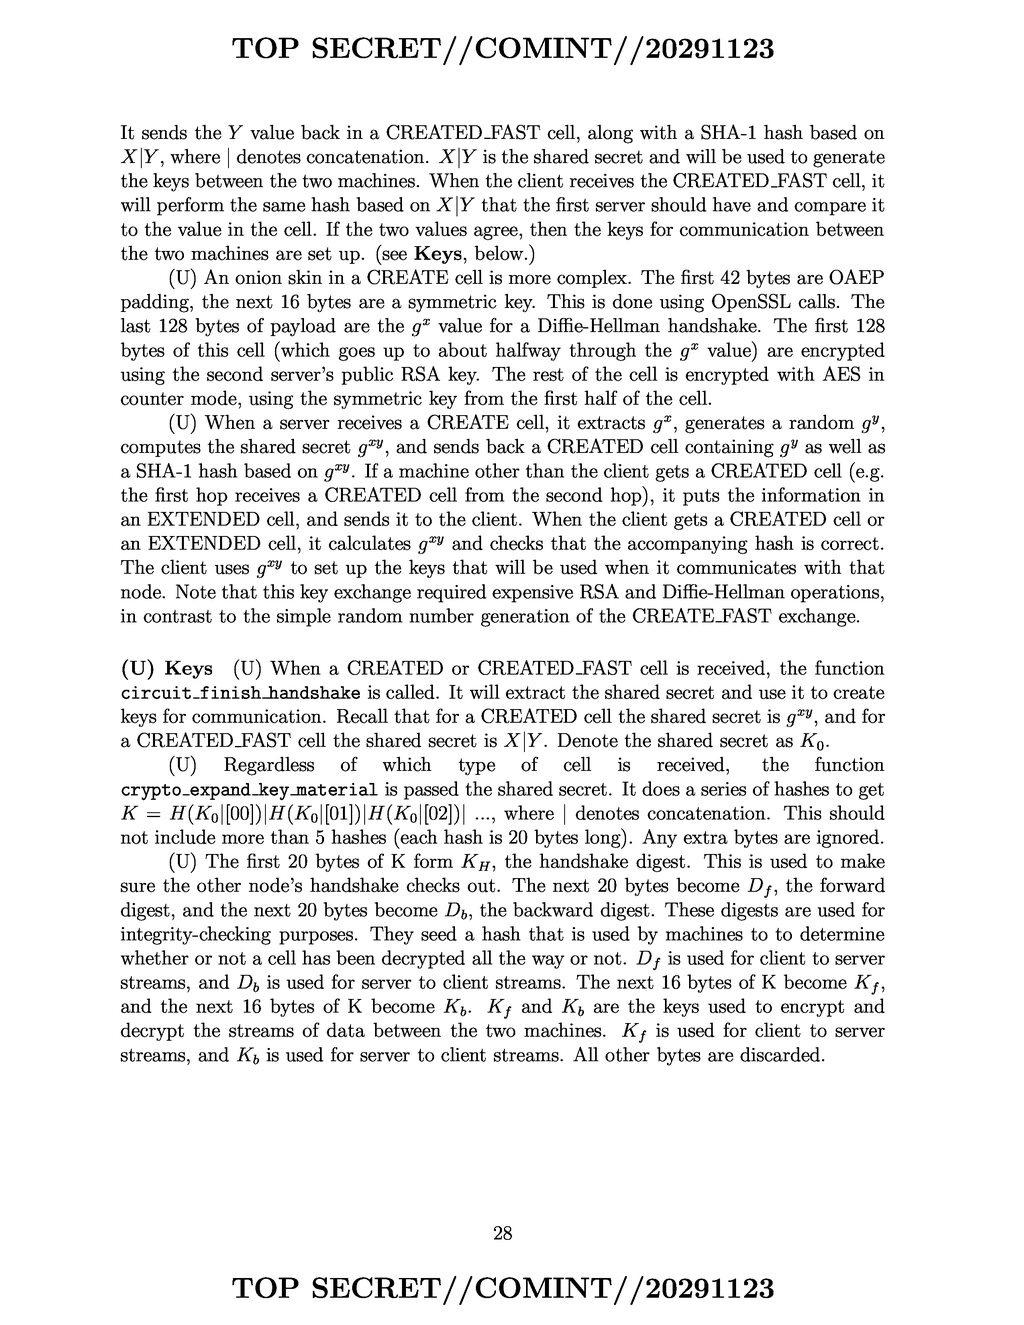 TOP SECRET//COMINT//20291123
It sends the Y value back in a CREATED_FAST cell, along with a SHA-1 hash based on
X|Y, where | denotes concatenation. X|Y is the shared secret and will be used to generate
the keys between the two machines. When the client receives the CREATED_FAST cell, it
will perform the same hash based on X|Y that the first server should have and compare it
to the value in the cell. If the two values agree, then the keys for communication between
the two machines are set up. (see Keys, below.)
(U) An onion skin in a CREATE cell is more complex. The first 42 bytes are OAEP
padding, the next 16 bytes are a symmetric key. This is done using OpenSSL calls. The
last 128 bytes of payload are the g^x value for a Diffie-Hellman handshake. The first 128
bytes of this cell (which goes up to about halfway through the g^x value) are encrypted
using the second server's public RSA key. The rest of the cell is encrypted with AES in
counter mode, using the symmetric key from the first half of the cell.
(U) When a server receives a CREATE cell, it extracts g^x, generates a random g^y,
computes the shared secret g^xy, and sends back a CREATED cell containing g^y as well as
a SHA-1 hash based on g^xy. If a machine other than the client gets a CREATED cell (e.g.
the first hop receives a CREATED cell from the second hop), it puts the information in
an EXTENDED cell, and sends it to the client. When the client gets a CREATED cell or
an EXTENDED cell, it calculates g^xy and checks that the accompanying hash is correct.
The client uses g^xy to set up the keys that will be used when it communicates with that
node. Note that this key exchange required expensive RSA and Diffie-Hellman operations,
in contrast to the simple random number generation of the CREATE_FAST exchange.
(U) Keys (U) When a CREATED or CREATED_FAST cell is received, the function
circuit_finish_handshake is called. It will extract the shared secret and use it to create
keys for communication. Recall that for a CREATED cell the shared secret is g^xy, and for
a CREATED_FAST cell the shared secret is X|Y. Denote the shared secret as K_0.
(U) Regardless of which type of cell is received, the function
crypto_expand_key_material is passed the shared secret. It does a series of hashes to get
K = H(K_0|[00])|H(K_0|[01])|H(K_0|[02])| ..., where | denotes concatenation. This should
not include more than 5 hashes (each hash is 20 bytes long). Any extra bytes are ignored.
(U) The first 20 bytes of K form K_H, the handshake digest. This is used to make
sure the other node's handshake checks out. The next 20 bytes become D_f, the forward
digest, and the next 20 bytes become D_b, the backward digest. These digests are used for
integrity-checking purposes. They seed a hash that is used by machines to to determine
whether or not a cell has been decrypted all the way or not. D_f is used for client to server
streams, and D_b is used for server to client streams. The next 16 bytes of K become K_f,
and the next 16 bytes of K become K_b. K_f and K_b are the keys used to encrypt and
decrypt the streams of data between the two machines. K_f is used for client to server
streams, and K_b is used for server to client streams. All other bytes are discarded.
28
TOP SECRET//COMINT//20291123